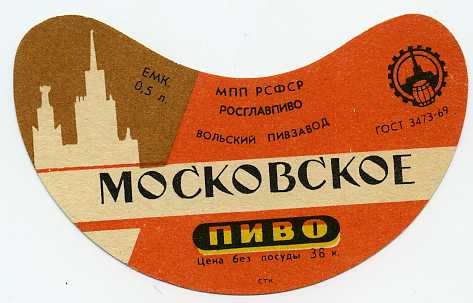 ЕМК.
0,5 л.
МПП РСФСР
РОСГЛАВПИВО
ВОЛЬСКИЙ ПИВЗАВОД
ГОСТ 3473-69
МОСКОВСКОЕ
ПИВО
Цена без посуды 36 к.
СТК